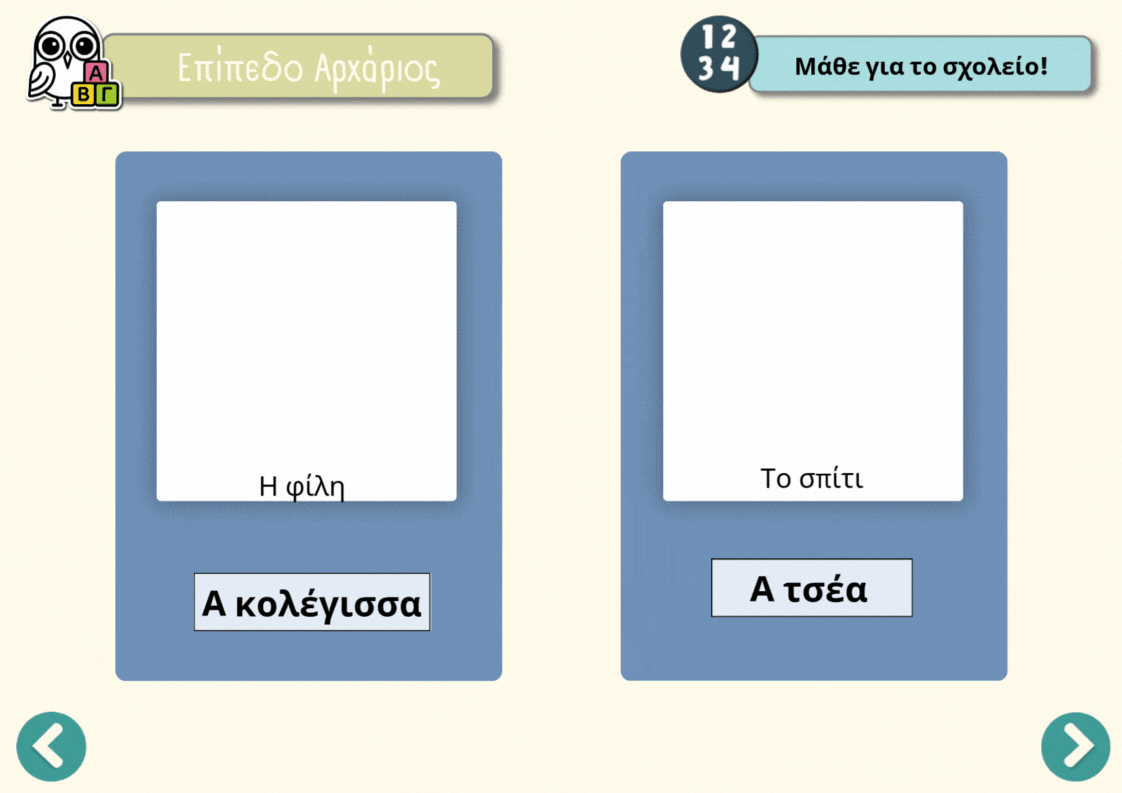 Επίπεδο Αρχάριος
Α
Β Γ
1 2
3 4
Μάθε για το σχολείο!
Η φίλη
Α κολέγισσα
Το σπίτι
Α τσέα